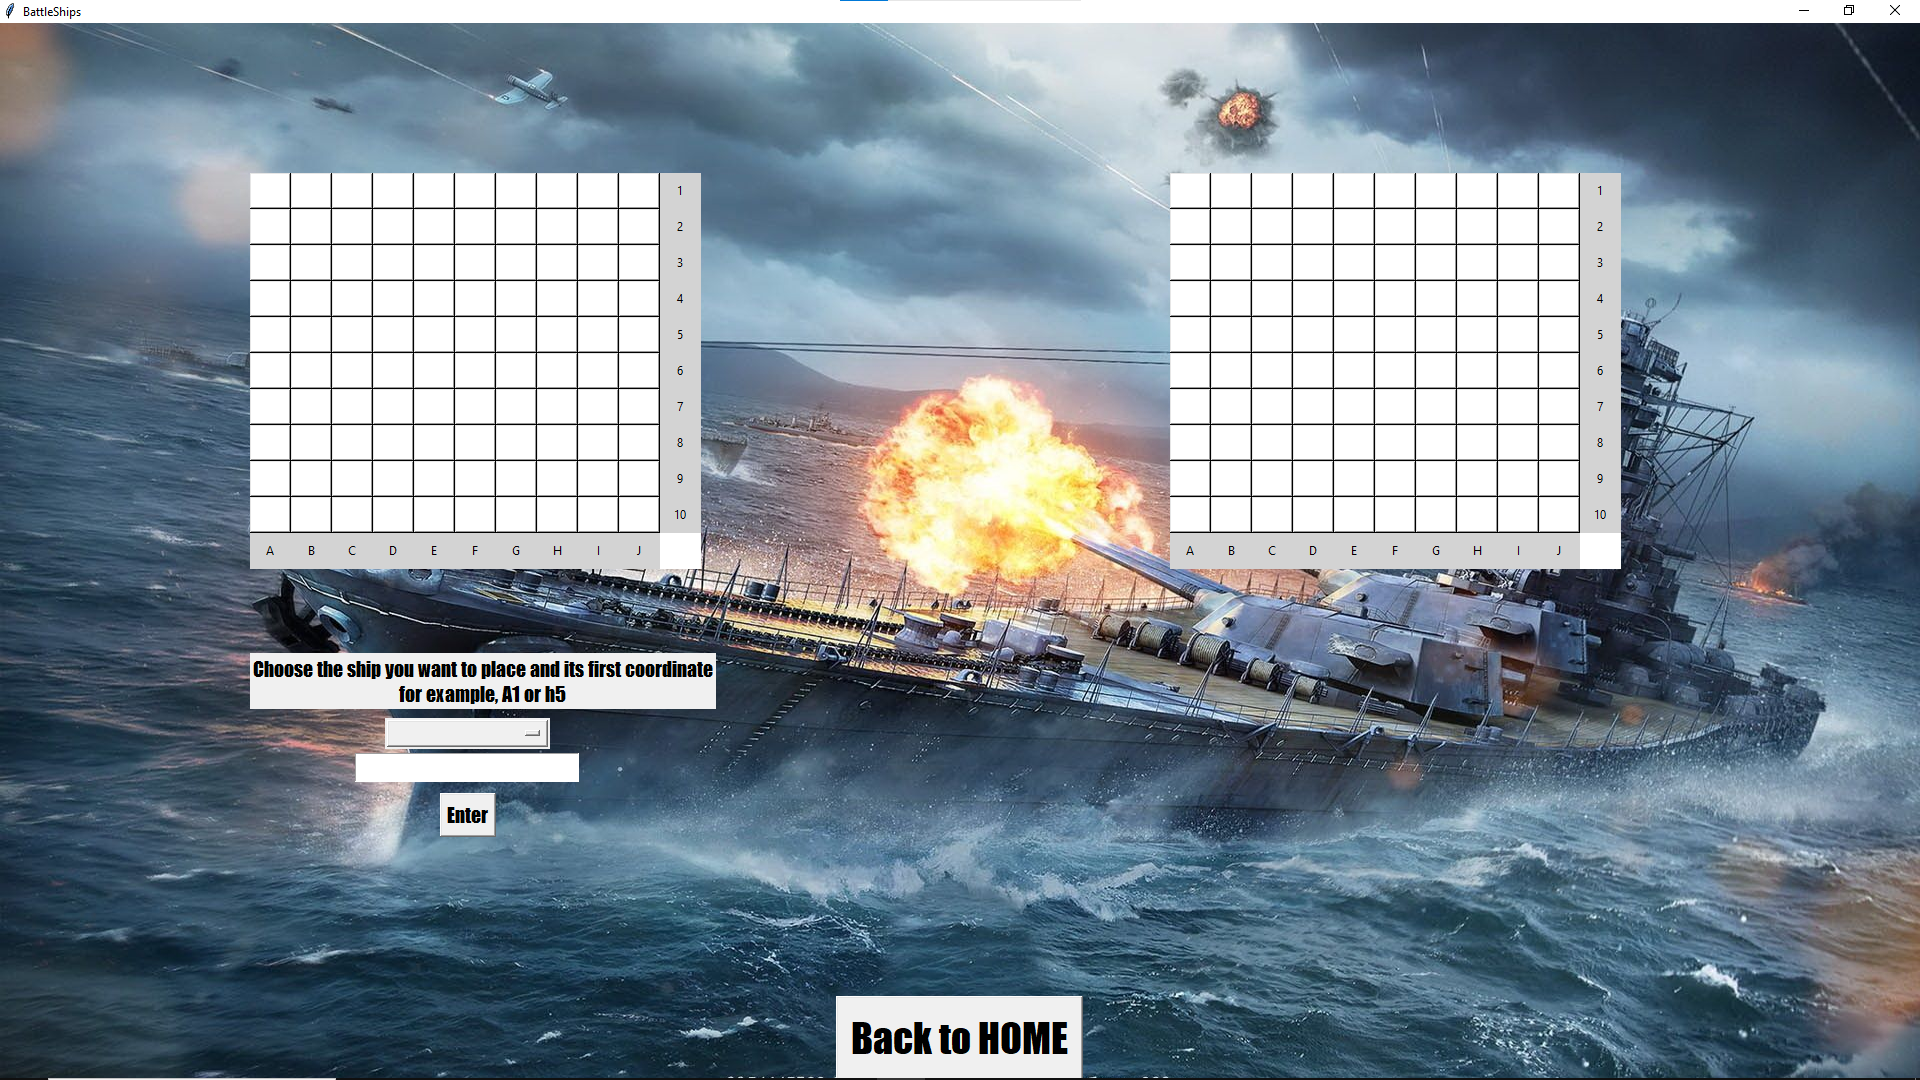 BattleShips
1
2
3
4
5
6
7
8
9
10
A B C D E F G H I J
1
2
3
4
5
6
7
8
9
10
A B C D E F G H I J
Choose the ship you want to place and its first coordinate
for example, A1 or h5
Enter
Back to HOME